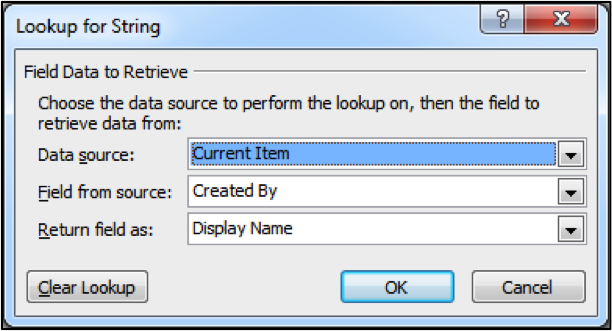 Lookup for String
Field Data to Retrieve
Choose the data source to perform the lookup on, then the field to
retrieve data from:
Data source: Current Item
Field from source: Created By
Return field as: Display Name
Clear Lookup OK Cancel